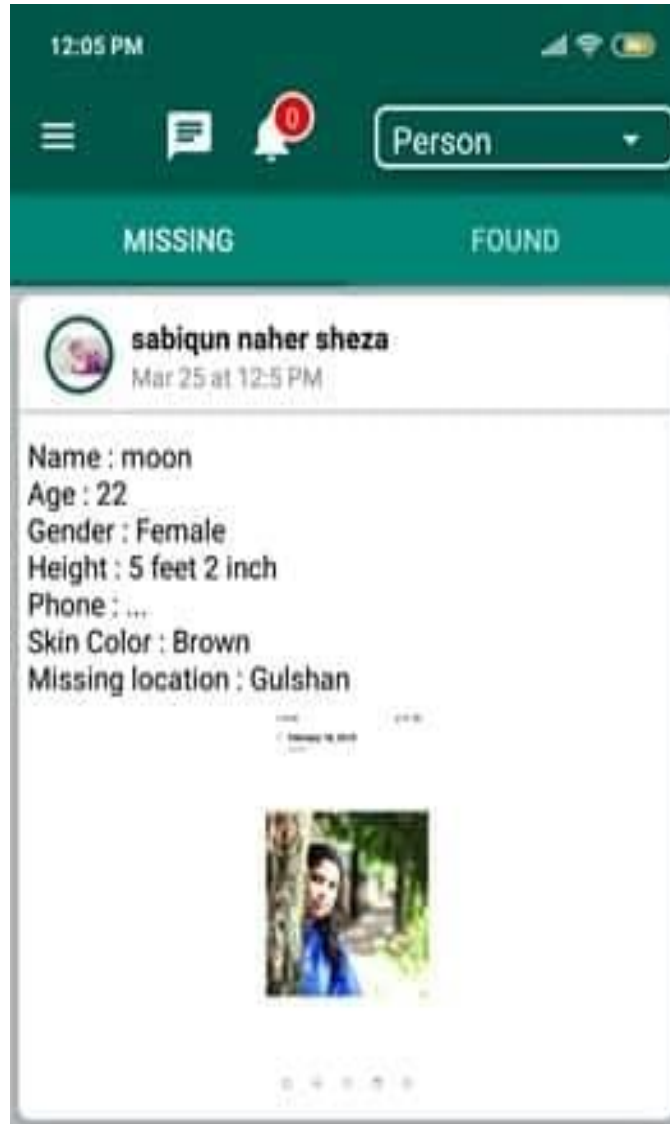 12:05 PM
0
Person
MISSING
FOUND
sabiqun naher sheza
Mar 25 at 12:5 PM
Name : moon
Age : 22
Gender : Female
Height : 5 feet 2 inch
Phone : ...
Skin Color : Brown
Missing location : Gulshan